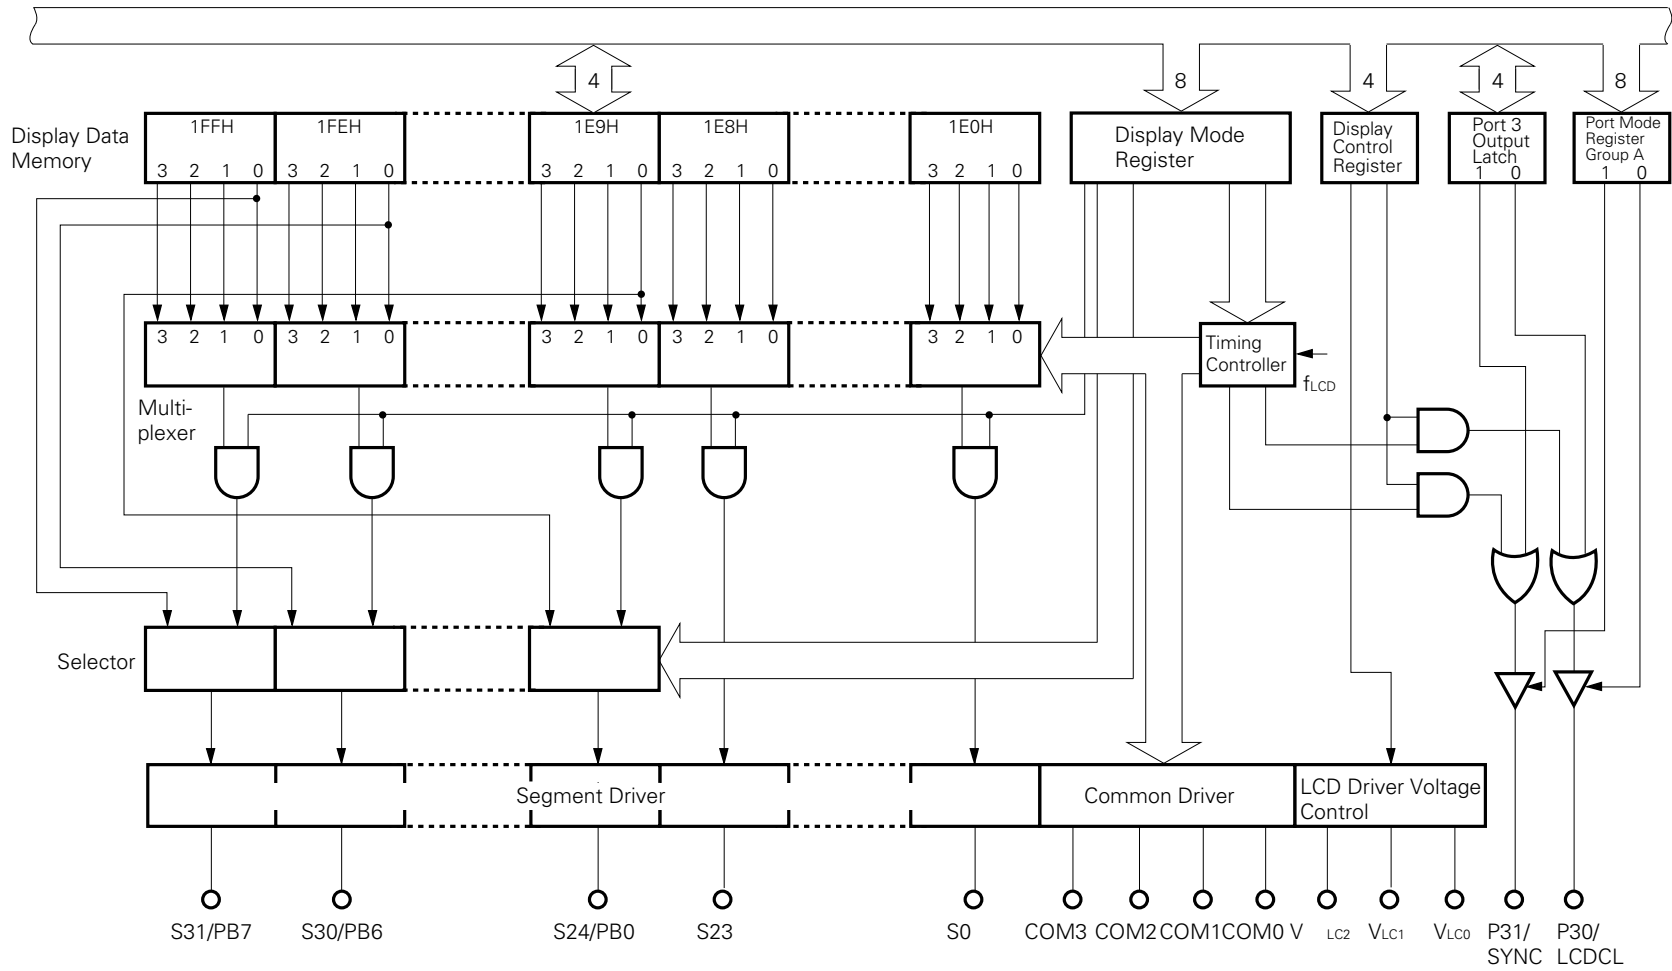 4
8
4
4
8
Display Data
Memory
1FFH
1FEH
1E9H
1E8H
1E0H
3 2 1 0
3 2 1 0
3 2 1 0
3 2 1 0
3 2 1 0
Display Mode
Register
Display
Control
Register
Port 3
Output
Latch
1 0
Port Mode
Register
Group A
1 0
3 2 1 0
3 2 1 0
3 2 1 0
3 2 1 0
3 2 1 0
Timing
Controller
fLCD
Multi-
plexer
Selector
Segment Driver
Common Driver
LCD Driver Voltage
Control
S31/PB7
S30/PB6
S24/PB0
S23
S0
COM3
COM2
COM1
COM0
V LC2
VLC1
VLC0
P31/
SYNC
P30/
LCDCL